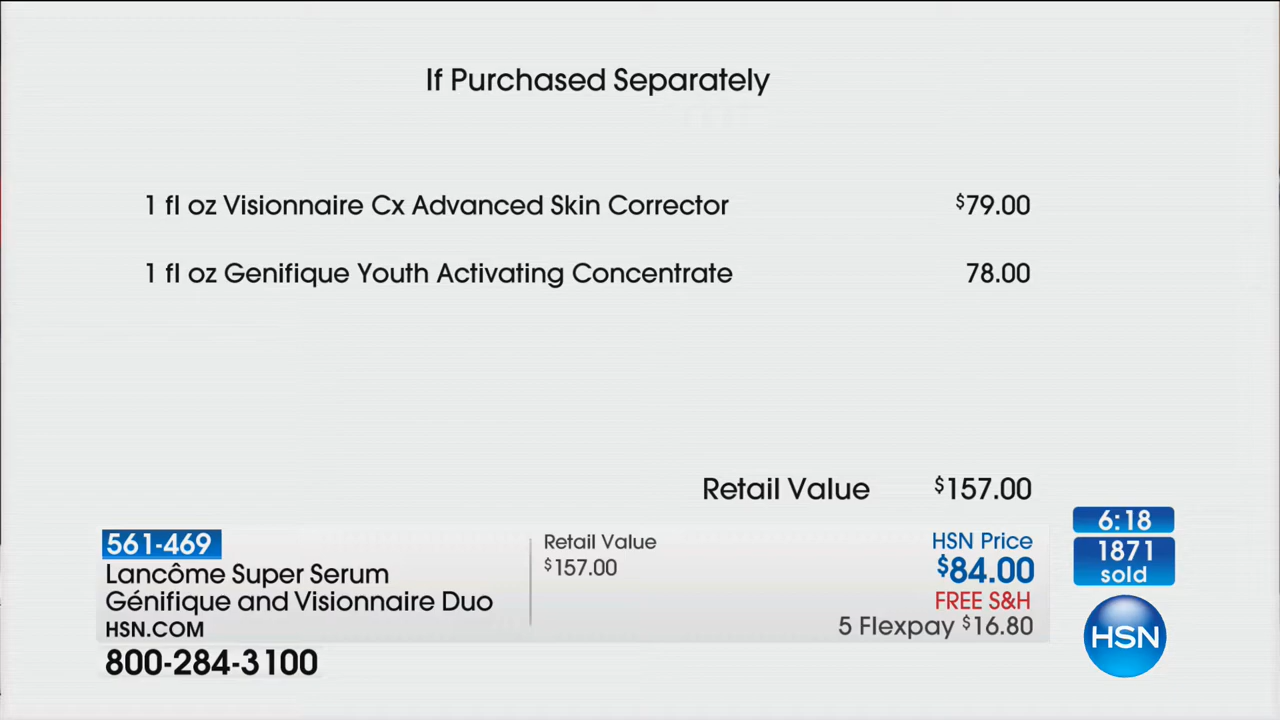 If Purchased Separately
1 fl oz Visionnaire Cx Advanced Skin Corrector $79.00
1 fl oz Genifique Youth Activating Concentrate 78.00
Retail Value $157.00
561-469
Lancôme Super Serum
Génifique and Visionnaire Duo
HSN.COM
800-284-3100
Retail Value
$157.00
HSN Price
$84.00
FREE S&H
5 Flexpay $16.80
6:18
1871
sold
HSN